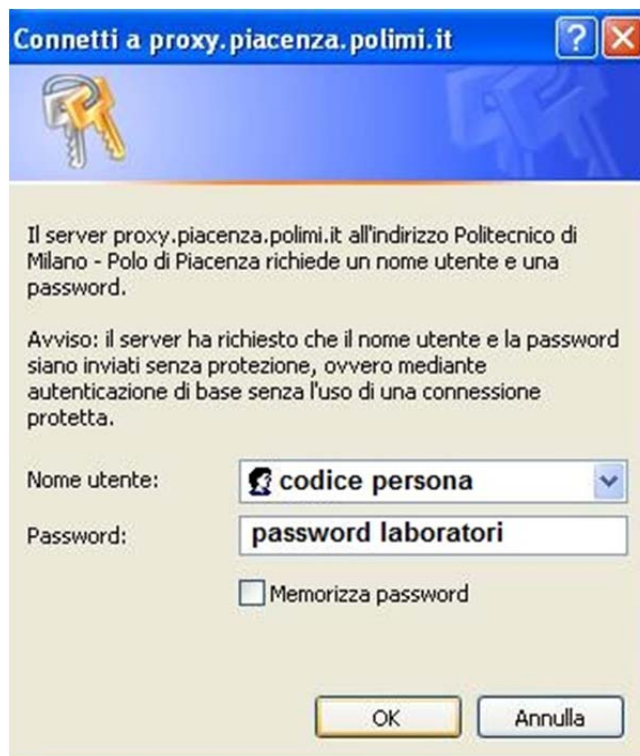 Connetti a proxy.piacenza.polimi.it
Il server proxy.piacenza.polimi.it all'indirizzo Politecnico di
Milano - Polo di Piacenza richiede un nome utente e una
password.
Avviso: il server ha richiesto che il nome utente e la password
siano inviati senza protezione, ovvero mediante
autenticazione di base senza l'uso di una connessione
protetta.
Nome utente: codice persona
Password: password laboratori
Memorizza password
OK Annulla